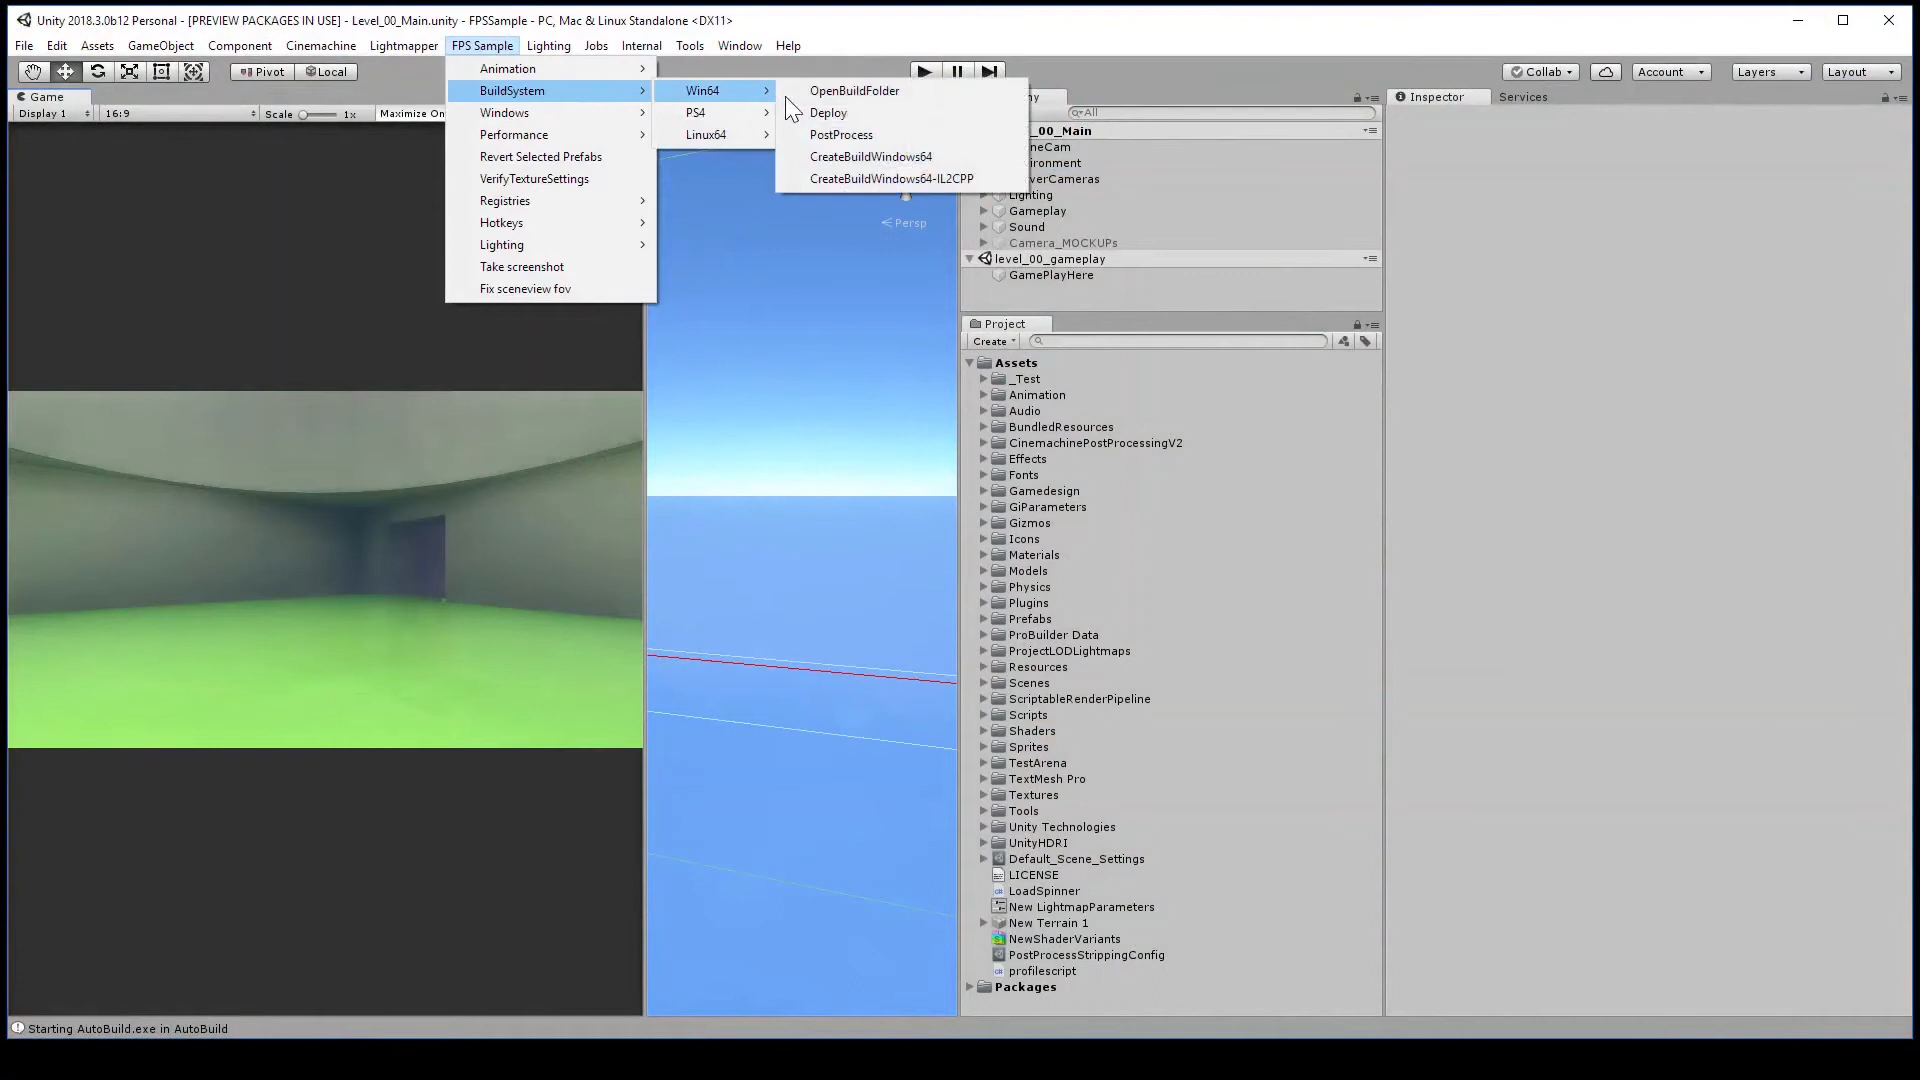 Unity 2018.3.0b12 Personal - [PREVIEW PACKAGES IN USE] - Level_00_Main.unity - FPSSample - PC, Mac & Linux Standalone <DX11>
File Edit Assets GameObject Component Cinemachine Lightmapper FPS Sample Lighting Jobs Internal Tools Window Help
Pivot Local
Collab Account Layers Layout
Game
Display 1 16:9 Scale 1x Maximize On
Animation
BuildSystem
Windows
Performance
Revert Selected Prefabs
VerifyTextureSettings
Registries
Hotkeys
Lighting
Take screenshot
Fix sceneview fov
Win64
PS4
Linux64
OpenBuildFolder
Deploy
PostProcess
CreateBuildWindows64
CreateBuildWindows64-IL2CPP
Persp
All
_00_Main
Lighting
Gameplay
Sound
Camera_MOCKUPs
level_00_gameplay
GamePlayHere
Project
Create
Assets
_Test
Animation
Audio
BundledResources
CinemachinePostProcessingV2
Effects
Fonts
Gamedesign
GiParameters
Gizmos
Icons
Materials
Models
Physics
Plugins
Prefabs
ProBuilder Data
ProjectLODLightmaps
Resources
Scenes
ScriptableRenderPipeline
Scripts
Shaders
Sprites
TestArena
TextMesh Pro
Textures
Tools
Unity Technologies
UnityHDRI
Default_Scene_Settings
LICENSE
LoadSpinner
New LightmapParameters
New Terrain 1
NewShaderVariants
PostProcessStrippingConfig
profilescript
Packages
Inspector Services
Starting AutoBuild.exe in AutoBuild